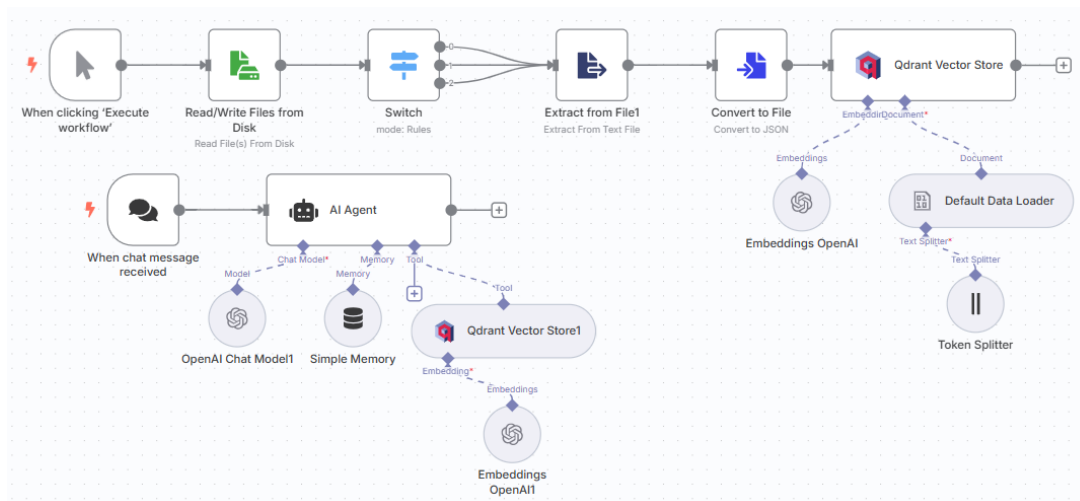 0
1
2
When clicking ‘Execute
workflow’
Read/Write Files from
Disk
Read File(s) From Disk
Switch
mode: Rules
Extract from File1
Extract From Text File
Convert to File
Convert to JSON
Qdrant Vector Store
Document*
Embeddings
Document
Embeddings OpenAI
Default Data Loader
Text Splitter*
Text Splitter
Token Splitter
When chat message
received
AI Agent
Chat Model*
Memory
Tool
Model
Memory
Tool
OpenAI Chat Model1
Simple Memory
Qdrant Vector Store1
Embedding*
Embeddings
Embeddings
OpenAI1